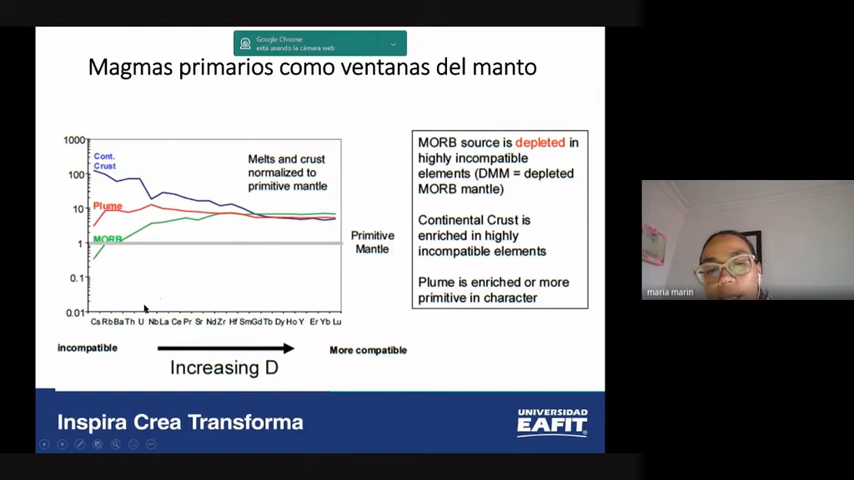 Google Chrome
está usando la cámara web
Magmas primarios como ventanas del manto
1000
100
10
1
0.1
0.01
Cont.
Crust
Plume
MORB
Melts and crust
normalized to
primitive mantle
Primitive
Mantle
Cs Rb Ba Th U Nb La Ce Pr Sr Nd Zr Hf Sm Gd Tb Dy Ho Y Er Yb Lu
incompatible
More compatible
Increasing D
MORB source is depleted in
highly incompatible
elements (DMM = depleted
MORB mantle)
Continental Crust is
enriched in highly
incompatible elements
Plume is enriched or more
primitive in character
maria marin
Inspira Crea Transforma
UNIVERSIDAD
EAFIT